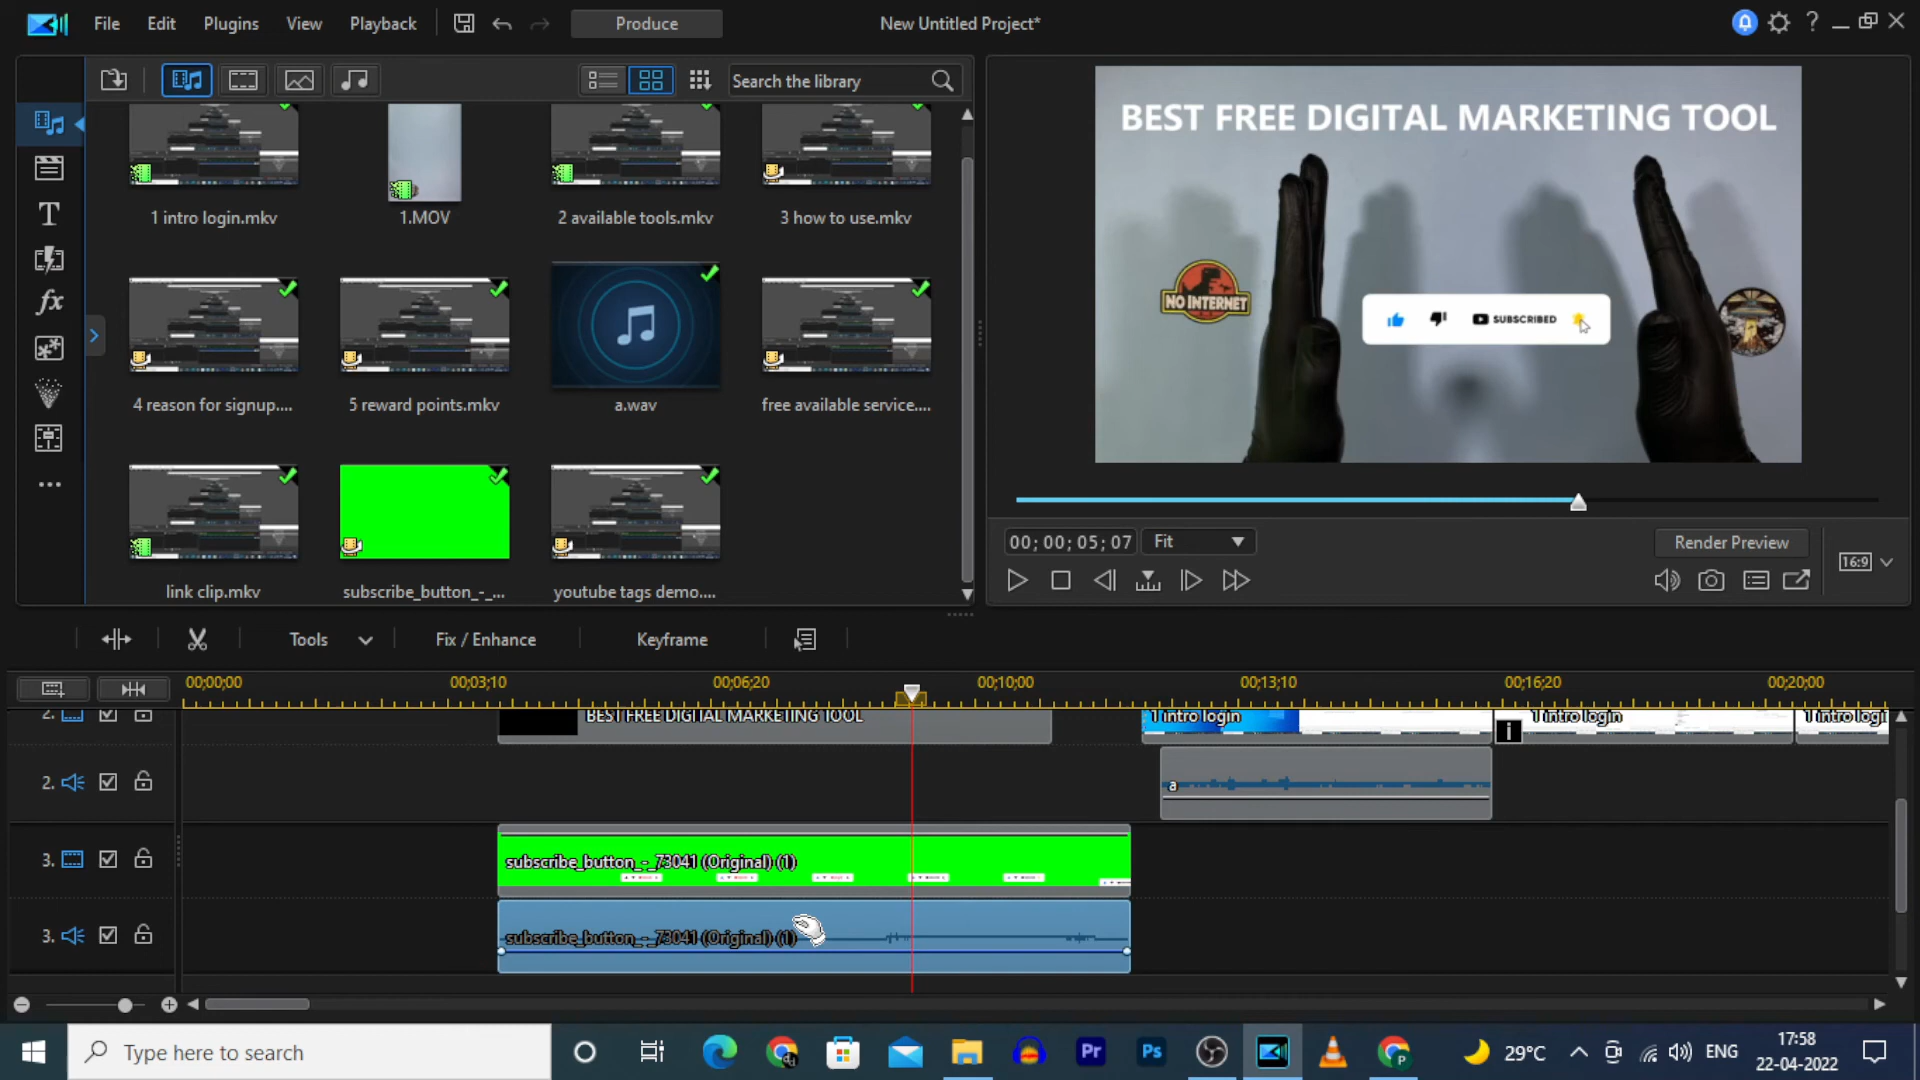 File Edit Plugins View Playback Produce New Untitled Project*
Search the library
1 intro login.mkv 1.MOV 2 available tools.mkv 3 how to use.mkv
4 reason for signup.... 5 reward points.mkv a.wav free available service....
link clip.mkv subscribe_button_-_... youtube tags demo....
BEST FREE DIGITAL MARKETING TOOL
NO INTERNET
SUBSCRIBED
00; 00; 05; 07 Fit Render Preview
16:9
Tools Fix / Enhance Keyframe
00;00;00 00;03;10 00;06;20 00;10;00 00;13;10 00;16;20 00;20;00
2. BEST FREE DIGITAL MARKETING TOOL 1 intro login 1 intro login 1 intro login
2. a
3. subscribe_button_-_73041 (Original) (1)
3. subscribe_button_-_73041 (Original) (1)
Type here to search
Pr Ps
29°C ENG 17:58
22-04-2022